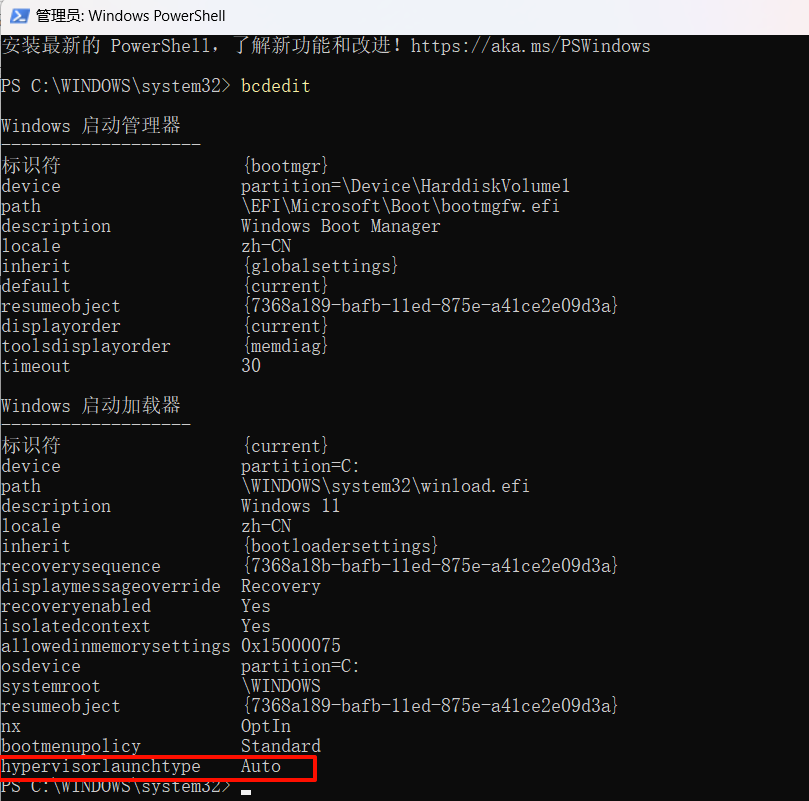 管理员: Windows PowerShell
安装最新的 PowerShell，了解新功能和改进！https://aka.ms/PSWindows
PS C:\WINDOWS\system32> bcdedit
Windows 启动管理器
--------------------
标识符                  {bootmgr}
device                  partition=\Device\HarddiskVolume1
path                    \EFI\Microsoft\Boot\bootmgfw.efi
description             Windows Boot Manager
locale                  zh-CN
inherit                 {globalsettings}
default                 {current}
resumeobject            {7368a189-bafb-11ed-875e-a41ce2e09d3a}
displayorder            {current}
toolsdisplayorder       {memdiag}
timeout                 30
Windows 启动加载器
-------------------
标识符                  {current}
device                  partition=C:
path                    \WINDOWS\system32\winload.efi
description             Windows 11
locale                  zh-CN
inherit                 {bootloadersettings}
recoverysequence        {7368a18b-bafb-11ed-875e-a41ce2e09d3a}
displaymessageoverride  Recovery
recoveryenabled         Yes
isolatedcontext         Yes
allowedinmemorysettings 0x15000075
osdevice                partition=C:
systemroot              \WINDOWS
resumeobject            {7368a189-bafb-11ed-875e-a41ce2e09d3a}
nx                      OptIn
bootmenupolicy          Standard
hypervisorlaunchtype    Auto
PS C:\WINDOWS\system32>